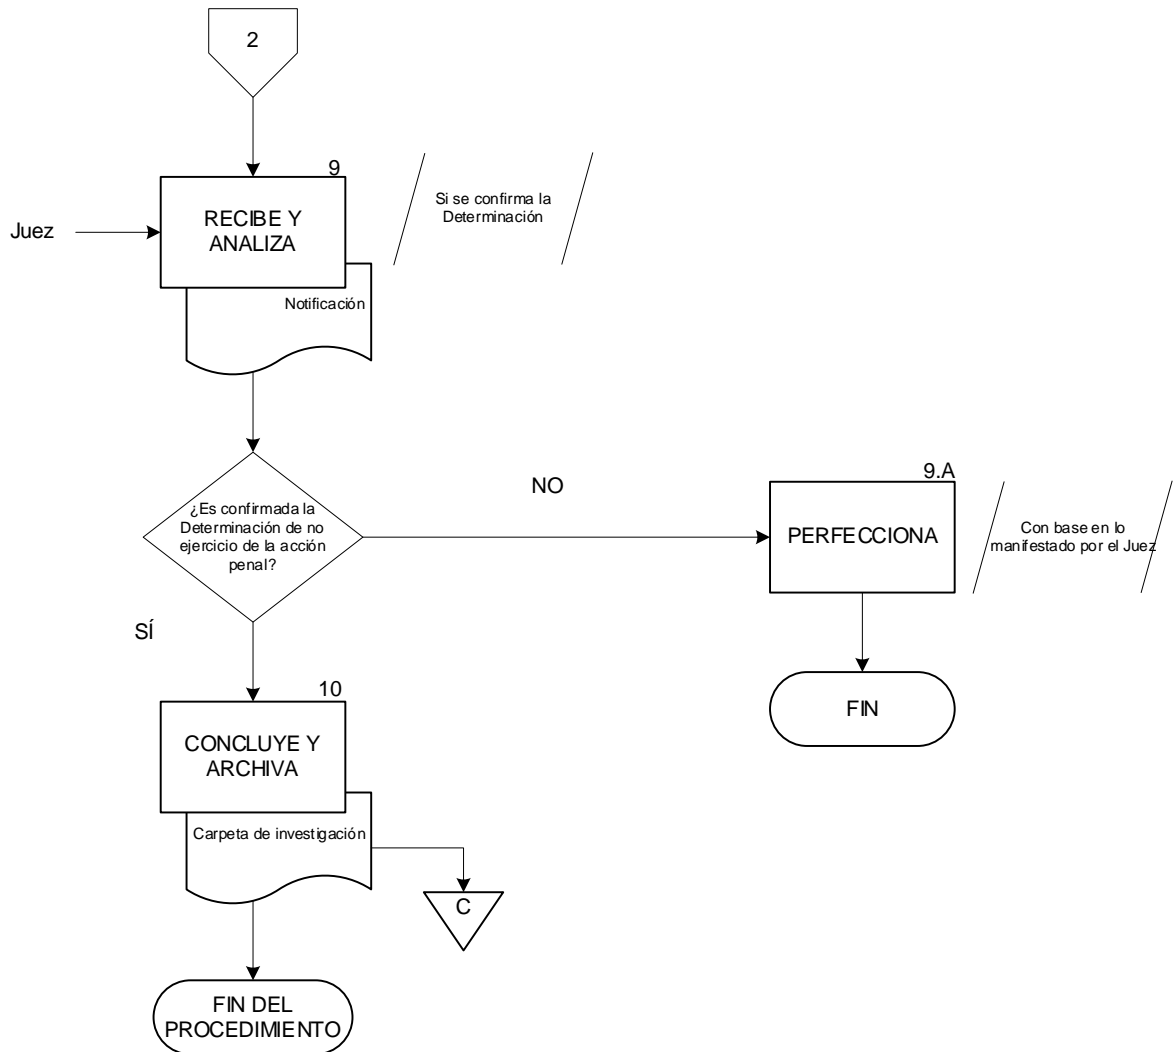 2
9
RECIBE Y
ANALIZA
Si se confirma la
Determinación
Juez
Notificación
¿Es confirmada la
Determinación de no
ejercicio de la acción
penal?
NO
9.A
PERFECCIONA
Con base en lo
manifestado por el Juez
SÍ
FIN
10
CONCLUYE Y
ARCHIVA
Carpeta de investigación
C
FIN DEL
PROCEDIMIENTO